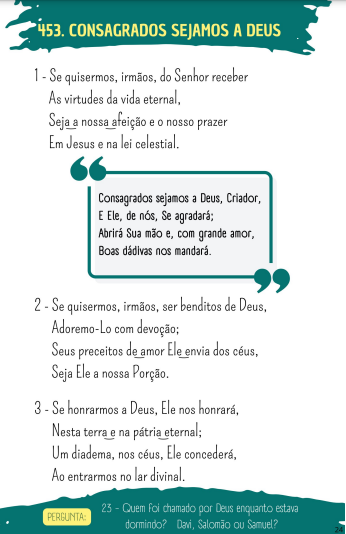 453. CONSAGRADOS SEJAMOS A DEUS
1 - Se quisermos, irmãos, do Senhor receber
As virtudes da vida eternal,
Seja a nossa afeição e o nosso prazer
Em Jesus e na lei celestial.
Consagrados sejamos a Deus, Criador,
E Ele, de nós, Se agradará;
Abrirá Sua mão e, com grande amor,
Boas dádivas nos mandará.
2 - Se quisermos, irmãos, ser benditos de Deus,
Adoremo-Lo com devoção;
Seus preceitos de amor Ele envia dos céus,
Seja Ele a nossa Porção.
3 - Se honrarmos a Deus, Ele nos honrará,
Nesta terra e na pátria eternal;
Um diadema, nos céus, Ele concederá,
Ao entrarmos no lar divinal.
PERGUNTA:
23 - Quem foi chamado por Deus enquanto estava
dormindo? Davi, Salomão ou Samuel?
24